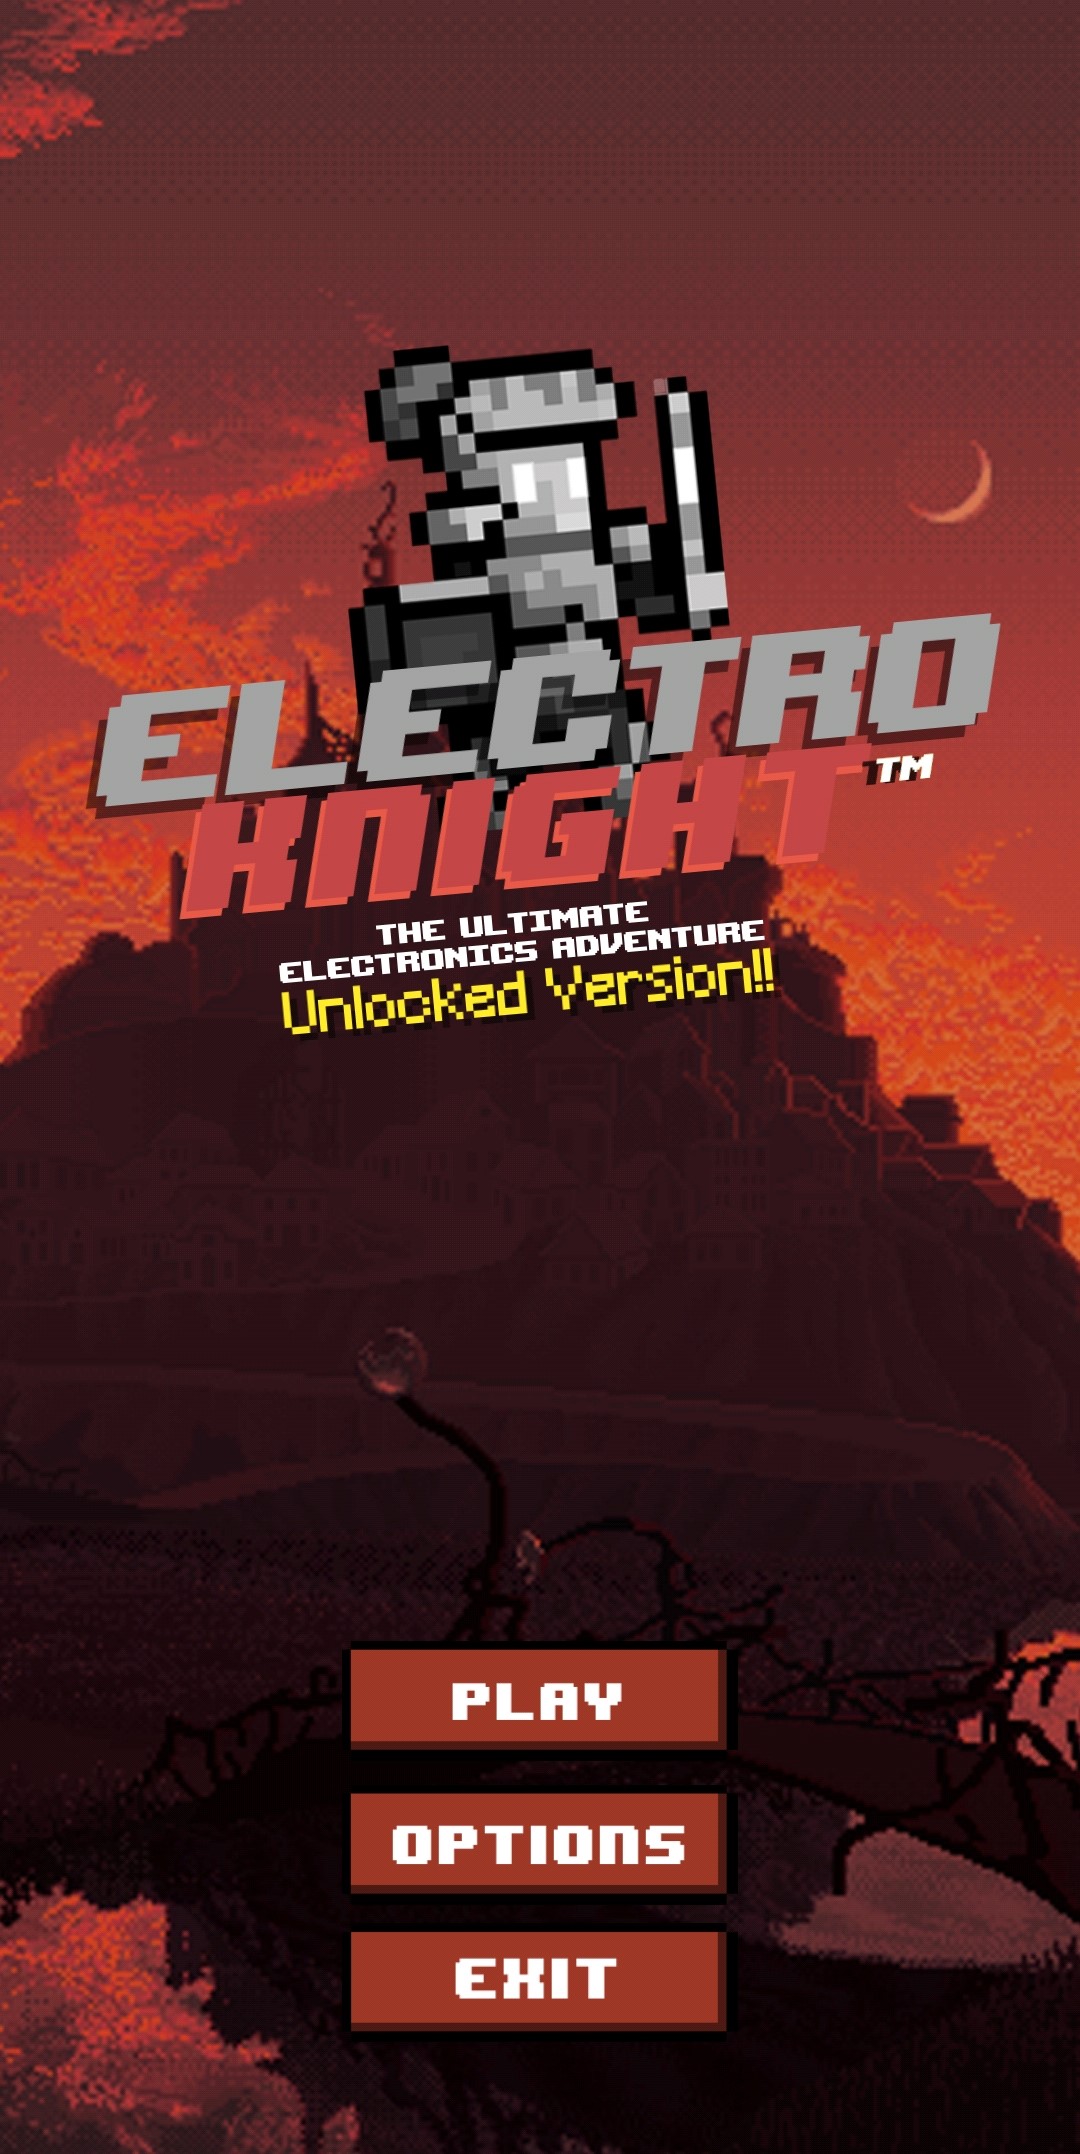 ELECTRO
KNIGHT™
THE ULTIMATE
ELECTRONICS ADVENTURE
Unlocked Version!!
PLAY
OPTIONS
EXIT